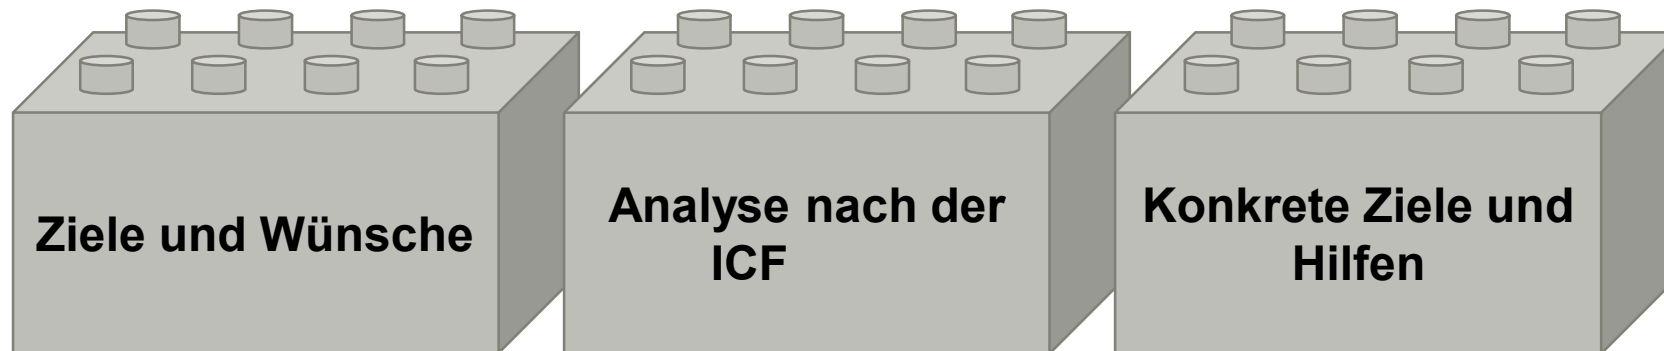 Ziele und Wünsche
Analyse nach der
ICF
Konkrete Ziele und
Hilfen